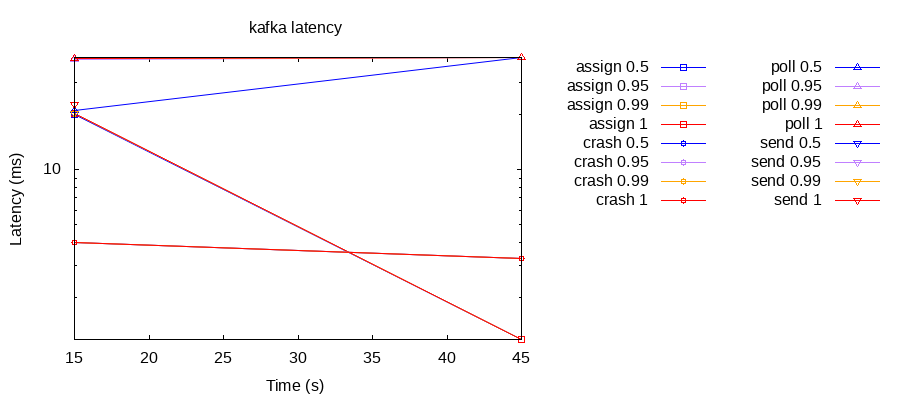 kafka latency
Latency (ms)
10
15 20 25 30 35 40 45
Time (s)
assign 0.5
assign 0.95
assign 0.99
assign 1
crash 0.5
crash 0.95
crash 0.99
crash 1
poll 0.5
poll 0.95
poll 0.99
poll 1
send 0.5
send 0.95
send 0.99
send 1